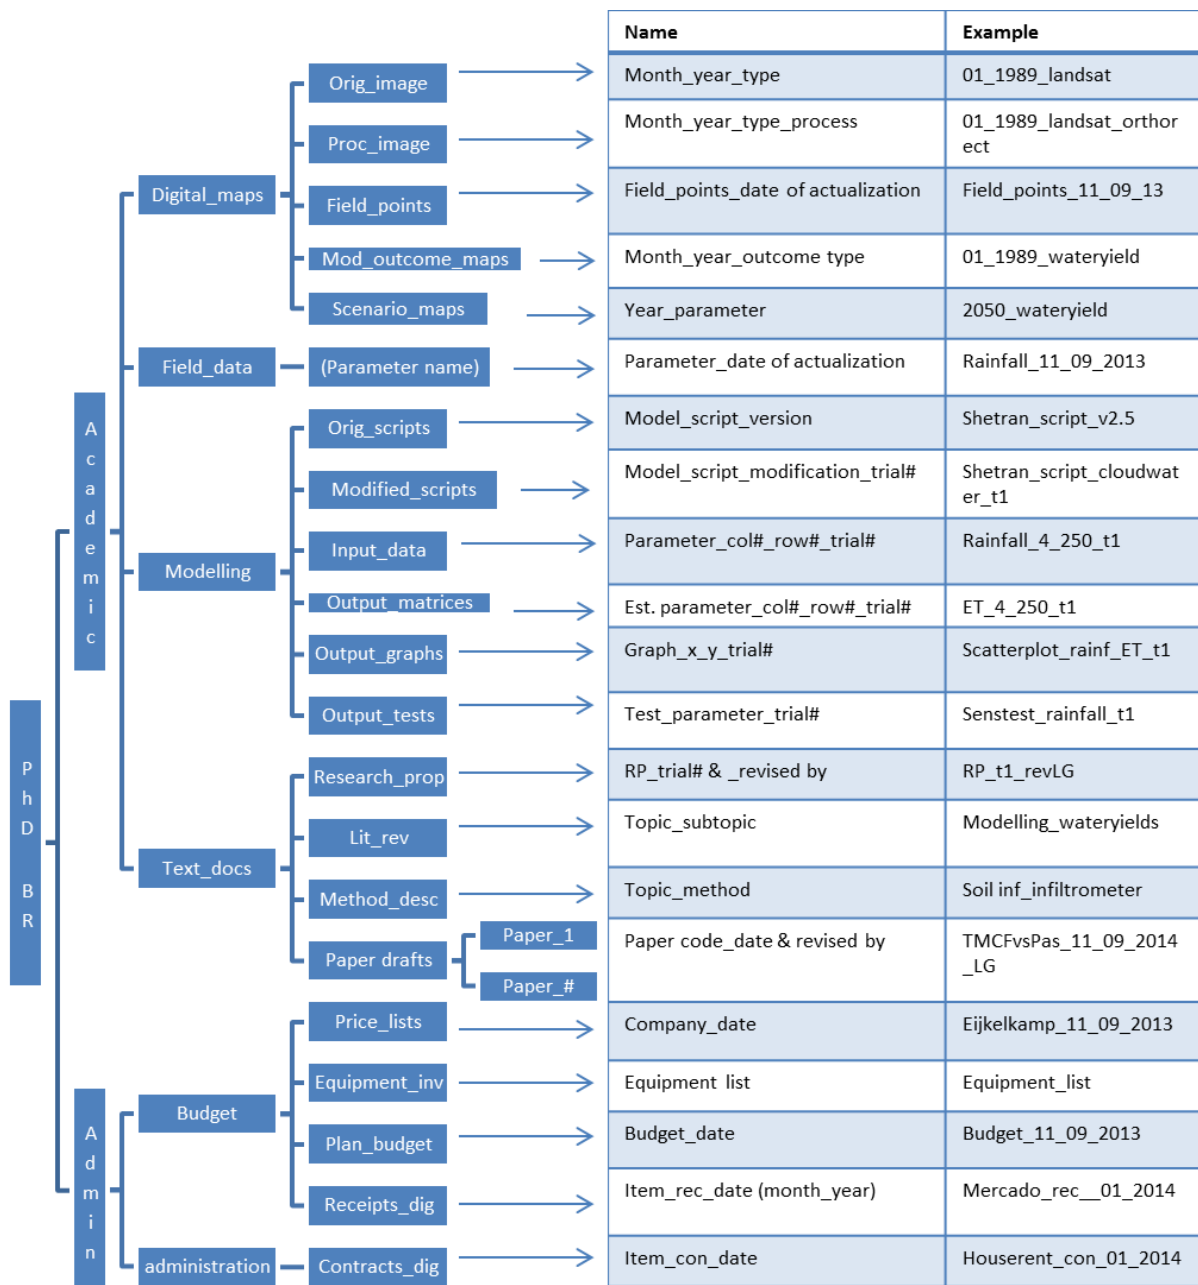 Name
Example
Orig_image
Month_year_type
01_1989_landsat
Proc_image
Month_year_type_process
01_1989_landsat_orthor
ect
Digital_maps
Field_points
Field_points_date of actualization
Field_points_11_09_13
Mod_outcome_maps
Month_year_outcome type
01_1989_wateryield
Scenario_maps
Year_parameter
2050_wateryield
Field_data
(Parameter name)
Parameter_date of actualization
Rainfall_11_09_2013
Academic
Orig_scripts
Model_script_version
Shetran_script_v2.5
Modified_scripts
Model_script_modification_trial#
Shetran_script_cloudwat
er_t1
Modelling
Input_data
Parameter_col#_row#_trial#
Rainfall_4_250_t1
Output_matrices
Est. parameter_col#_row#_trial#
ET_4_250_t1
Output_graphs
Graph_x_y_trial#
Scatterplot_rainf_ET_t1
Output_tests
Test_parameter_trial#
Senstest_rainfall_t1
PhD BR
Research_prop
RP_trial# & _revised by
RP_t1_revLG
Lit_rev
Topic_subtopic
Modelling_wateryields
Text_docs
Method_desc
Topic_method
Soil inf_infiltrometer
Paper drafts
Paper_1
Paper_#
Paper code_date & revised by
TMCFvsPas_11_09_2014
_LG
Price_lists
Company_date
Eijkelkamp_11_09_2013
Admin
Budget
Equipment_inv
Equipment list
Equipment_list
Plan_budget
Budget_date
Budget_11_09_2013
Receipts_dig
Item_rec_date (month_year)
Mercado_rec__01_2014
administration
Contracts_dig
Item_con_date
Houserent_con_01_2014